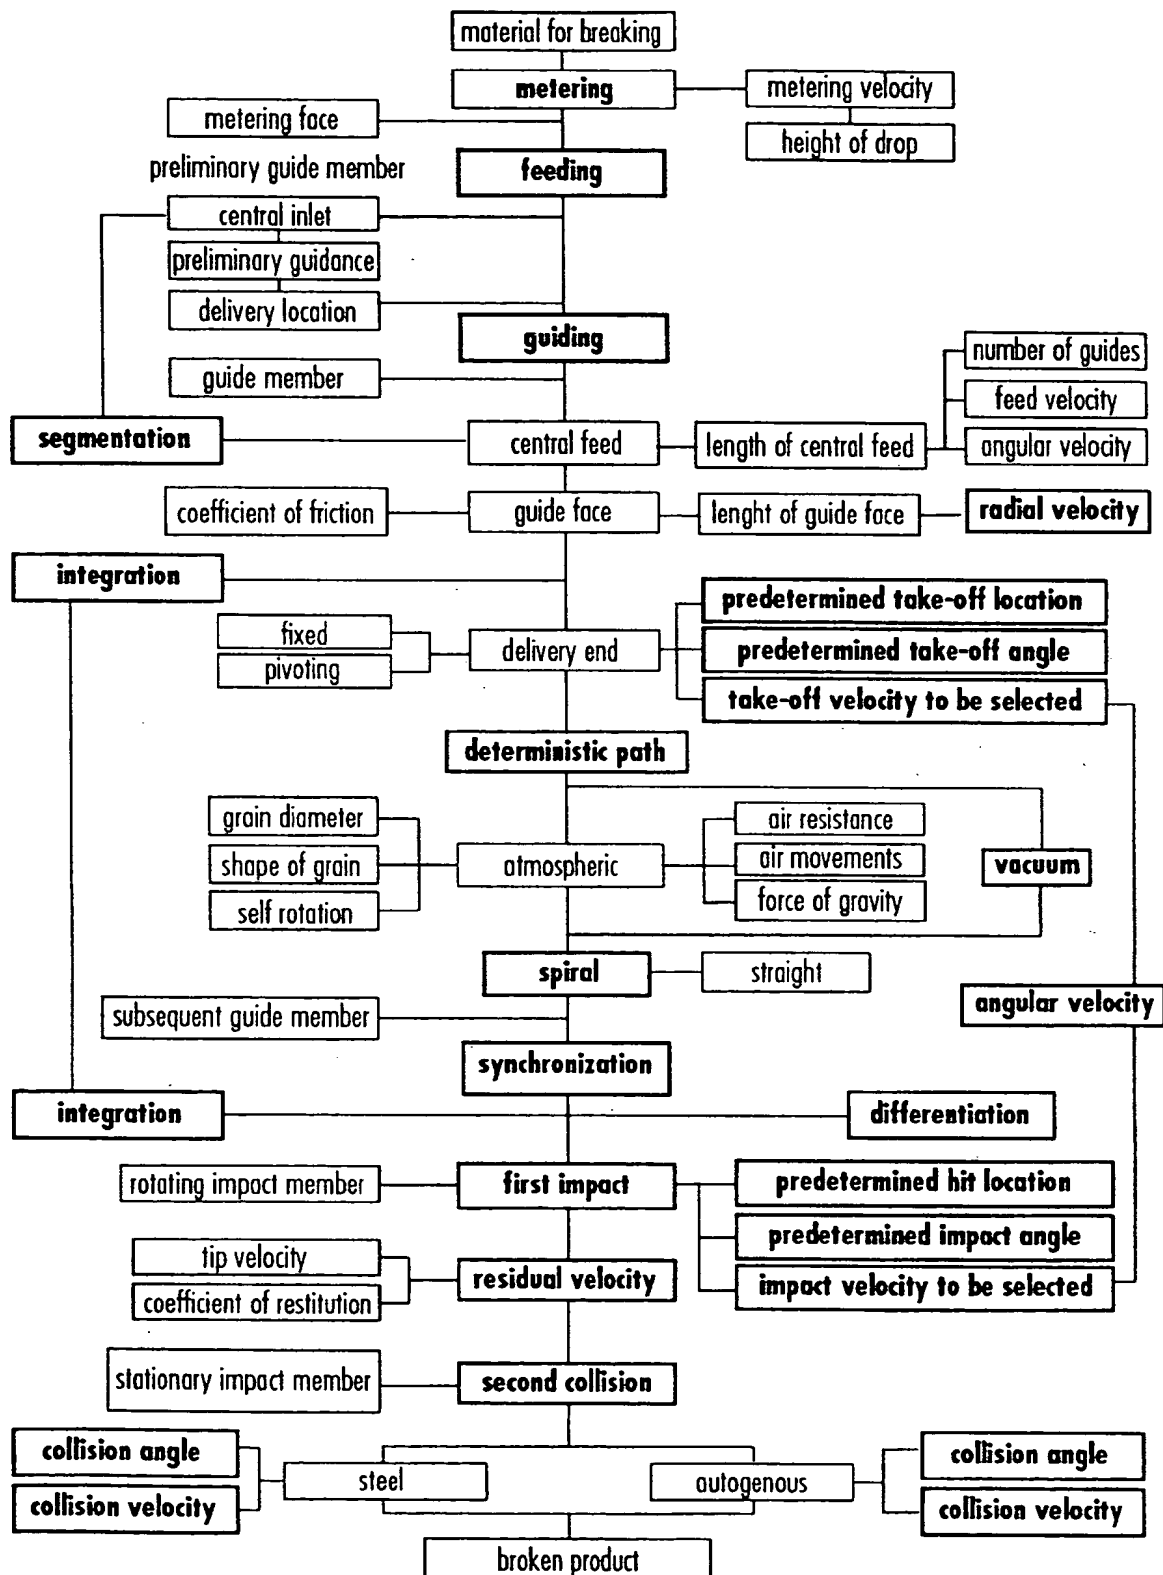 material for breaking
metering
metering velocity
metering face
height of drop
preliminary guide member
feeding
central inlet
preliminary guidance
delivery location
guiding
number of guides
guide member
feed velocity
segmentation
central feed
length of central feed
angular velocity
coefficient of friction
guide face
lenght of guide face
radial velocity
integration
predetermined take-off location
fixed
delivery end
predetermined take-off angle
pivoting
take-off velocity to be selected
deterministic path
grain diameter
air resistance
shape of grain
atmospheric
air movements
vacuum
self rotation
force of gravity
spiral
straight
subsequent guide member
angular velocity
synchronization
integration
differentiation
rotating impact member
first impact
predetermined hit location
predetermined impact angle
tip velocity
residual velocity
impact velocity to be selected
coefficient of restitution
stationary impact member
second collision
collision angle
collision angle
steel
autogenous
collision velocity
collision velocity
broken product